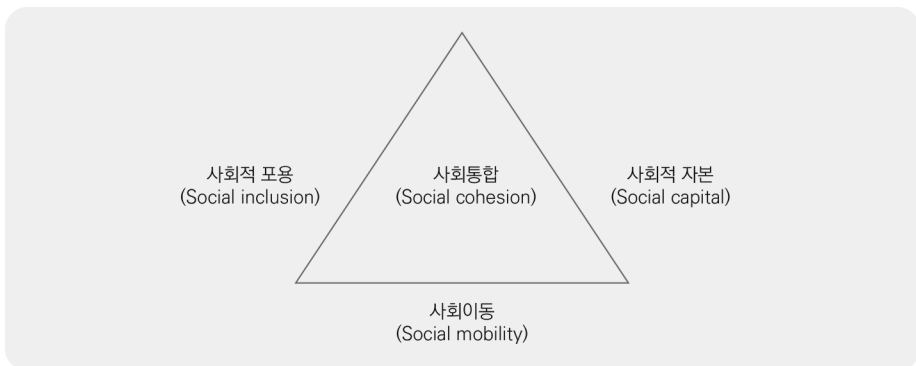 사회적 포용
(Social inclusion)
사회통합
(Social cohesion)
사회적 자본
(Social capital)
사회이동
(Social mobility)